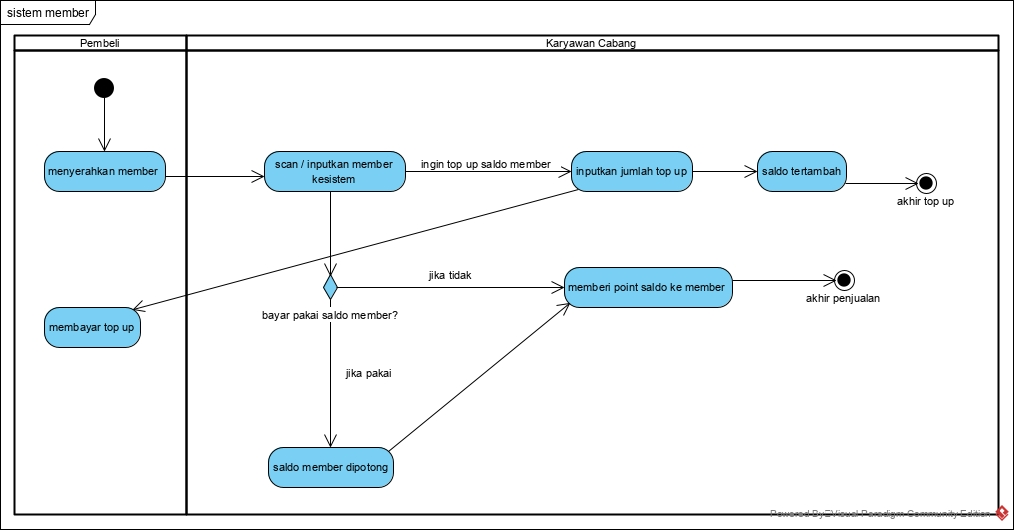 sistem member
Pembeli
Karyawan Cabang
menyerahkan member
scan / inputkan member
kesistem
ingin top up saldo member
inputkan jumlah top up
saldo tertambah
akhir top up
jika tidak
memberi point saldo ke member
akhir penjualan
membayar top up
bayar pakai saldo member?
jika pakai
saldo member dipotong
Powered By Visual Paradigm Community Edition